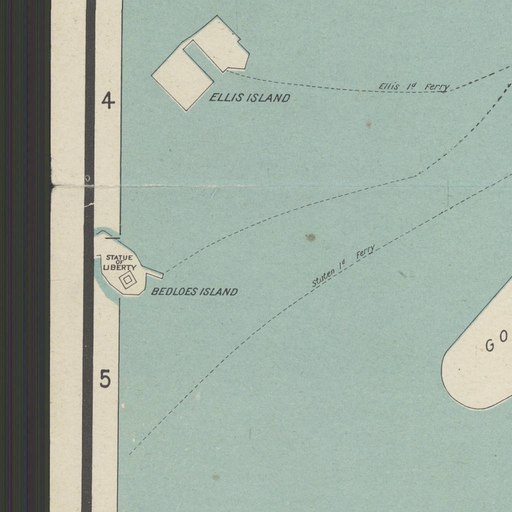 4
Ellis Id Ferry
ELLIS ISLAND
STATUE
OF
LIBERTY
Staten Id Ferry
BEDLOES ISLAND
GO
5